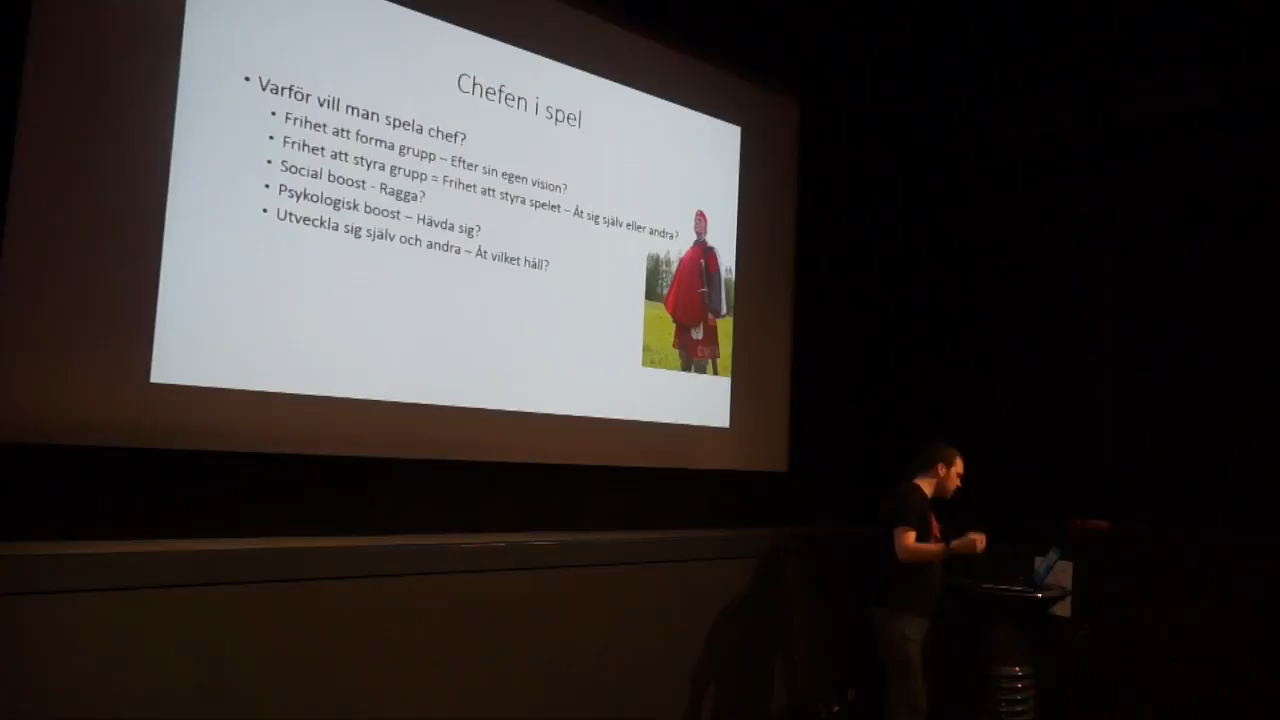 Chefen i spel
• Varför vill man spela chef?
• Frihet att forma grupp – Efter sin egen vision?
• Frihet att styra grupp = Frihet att styra spelet – Åt sig själv eller andra?
• Social boost - Ragga?
• Psykologisk boost – Hävda sig?
• Utveckla sig själv och andra – Åt vilket håll?